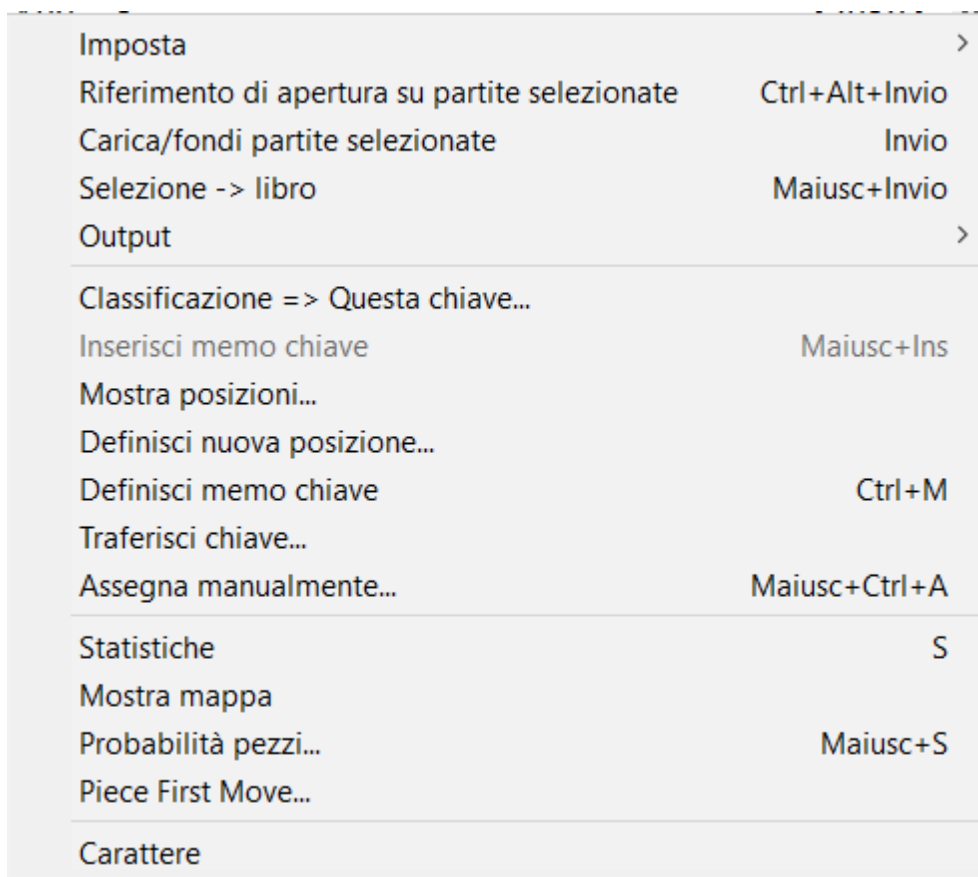 Imposta >
Riferimento di apertura su partite selezionate Ctrl+Alt+Invio
Carica/fondi partite selezionate Invio
Selezione -> libro Maiusc+Invio
Output >
Classificazione => Questa chiave...
Inserisci memo chiave Maiusc+Ins
Mostra posizioni...
Definisci nuova posizione...
Definisci memo chiave Ctrl+M
Traferisci chiave...
Assegna manualmente... Maiusc+Ctrl+A
Statistiche S
Mostra mappa
Probabilità pezzi... Maiusc+S
Piece First Move...
Carattere